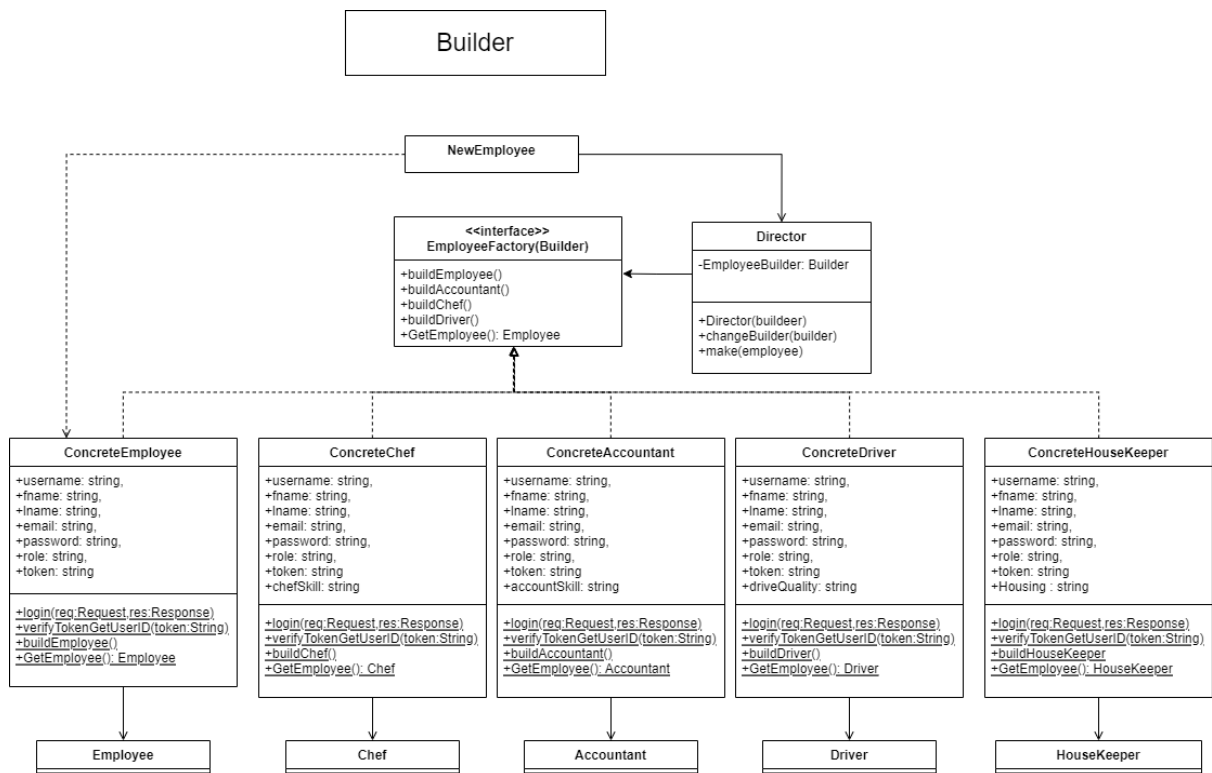 Builder
NewEmployee
<<interface>>
EmployeeFactory(Builder)
+buildEmployee()
+buildAccountant()
+buildChef()
+buildDriver()
+GetEmployee(): Employee
Director
-EmployeeBuilder: Builder
+Director(buildeer)
+changeBuilder(builder)
+make(employee)
ConcreteEmployee
+username: string,
+fname: string,
+lname: string,
+email: string,
+password: string,
+role: string,
+token: string
+login(req:Request,res:Response)
+verifyTokenGetUserID(token:String)
+buildEmployee()
+GetEmployee(): Employee
ConcreteChef
+username: string,
+fname: string,
+lname: string,
+email: string,
+password: string,
+role: string,
+token: string
+chefSkill: string
+login(req:Request,res:Response)
+verifyTokenGetUserID(token:String)
+buildChef()
+GetEmployee(): Chef
ConcreteAccountant
+username: string,
+fname: string,
+lname: string,
+email: string,
+password: string,
+role: string,
+token: string
+accountSkill: string
+login(req:Request,res:Response)
+verifyTokenGetUserID(token:String)
+buildAccountant()
+GetEmployee(): Accountant
ConcreteDriver
+username: string,
+fname: string,
+lname: string,
+email: string,
+password: string,
+role: string,
+token: string
+driveQuality: string
+login(req:Request,res:Response)
+verifyTokenGetUserID(token:String)
+buildDriver()
+GetEmployee(): Driver
ConcreteHouseKeeper
+username: string,
+fname: string,
+lname: string,
+email: string,
+password: string,
+role: string,
+token: string
+Housing : string
+login(req:Request,res:Response)
+verifyTokenGetUserID(token:String)
+buildHouseKeeper
+GetEmployee(): HouseKeeper
Employee
Chef
Accountant
Driver
HouseKeeper